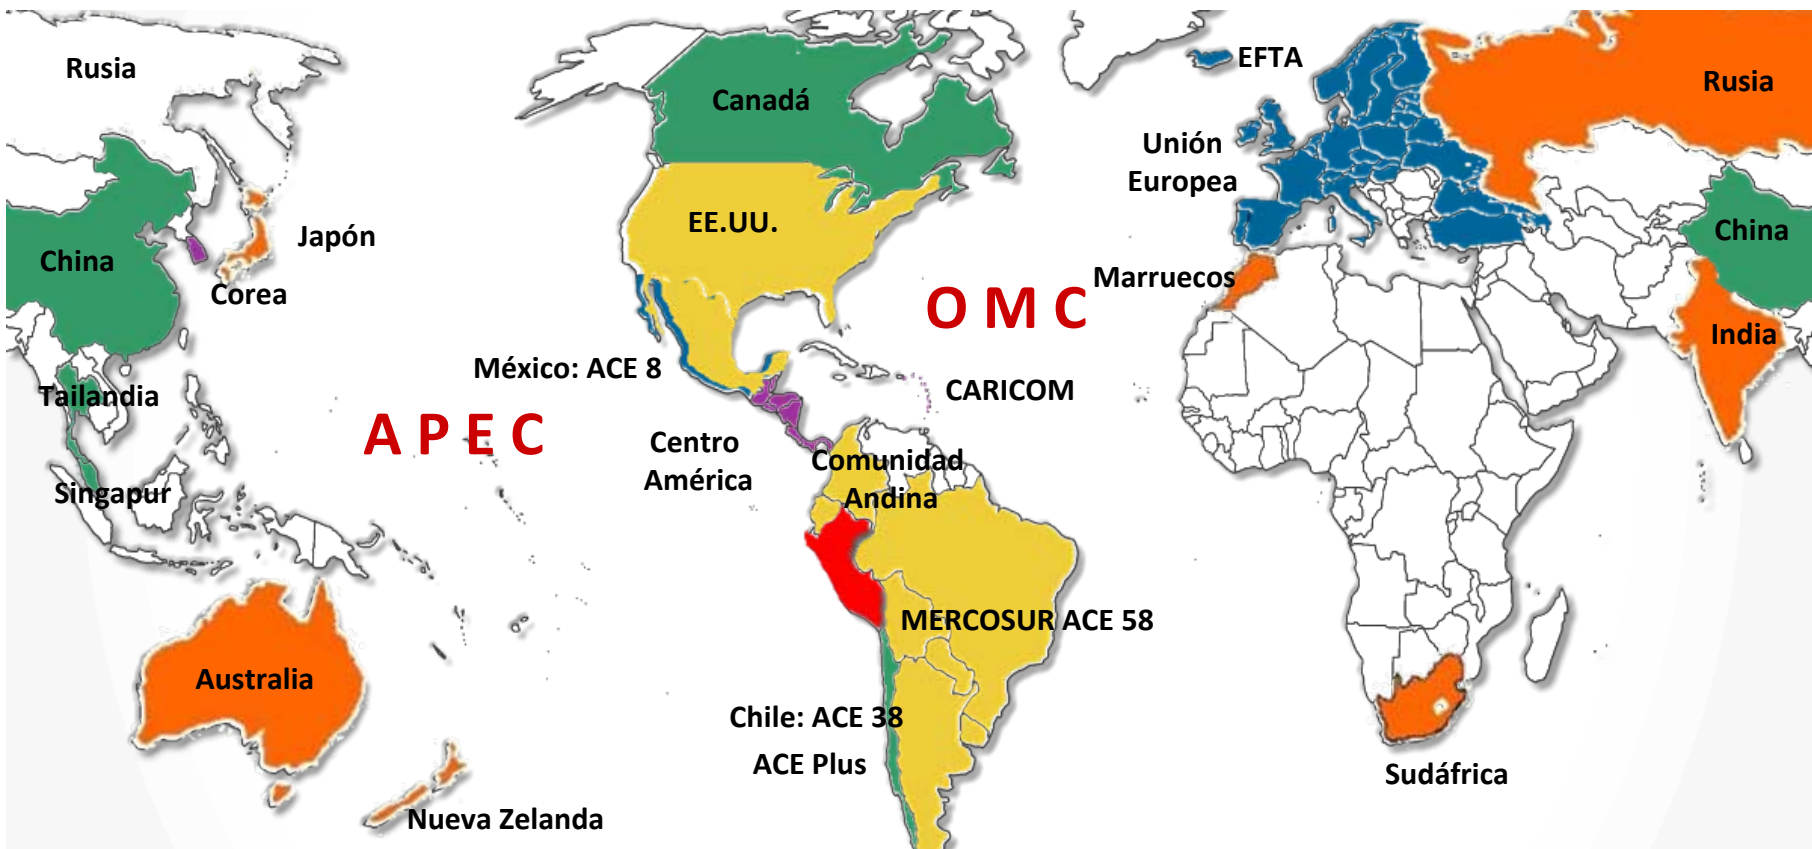 Rusia
Canadá
EFTA
Rusia
Unión
Europea
EE.UU.
Japón
China
China
Corea
Marruecos
O M C
India
México: ACE 8
CARICOM
Tailandia
A P E C
Centro
América
Comunidad
Andina
Singapur
MERCOSUR ACE 58
Australia
Chile: ACE 38
ACE Plus
Sudáfrica
Nueva Zelanda